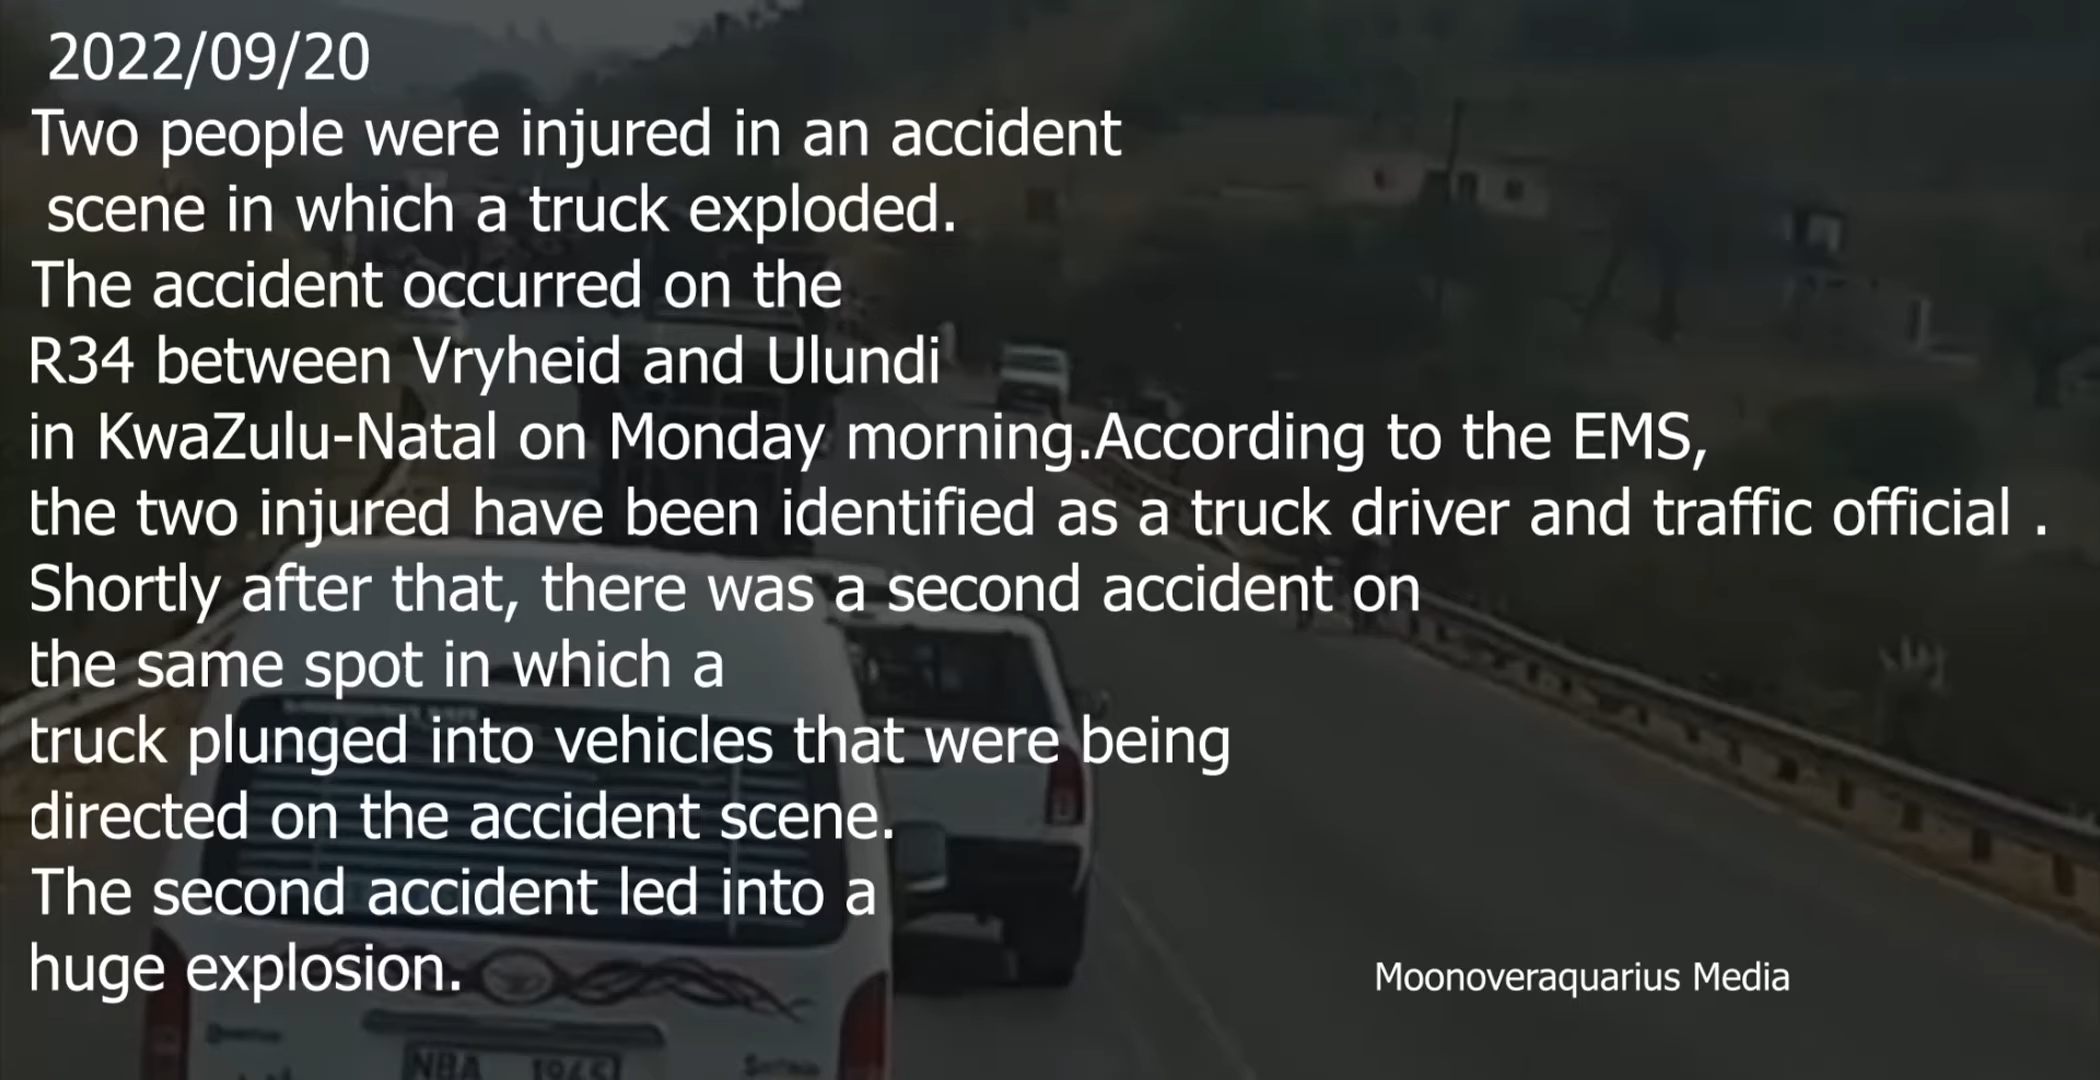 2022/09/20
Two people were injured in an accident
scene in which a truck exploded.
The accident occurred on the
R34 between Vryheid and Ulundi
in KwaZulu-Natal on Monday morning.According to the EMS,
the two injured have been identified as a truck driver and traffic official .
Shortly after that, there was a second accident on
the same spot in which a
truck plunged into vehicles that were being
directed on the accident scene.
The second accident led into a
huge explosion.
Moonoveraquarius Media
NBA